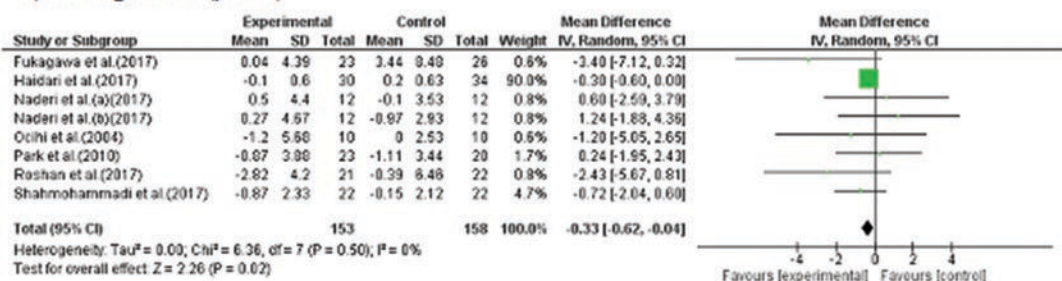 Experimental Control Mean Difference Mean Difference
Study or Subgroup Mean SD Total Mean SD Total Weight IV, Random, 95% CI IV, Random, 95% CI
Fukagawa et al.(2017) 0.04 4.39 23 3.44 8.48 26 0.6% -3.40 [-7.12, 0.32]
Haidari et al.(2017) -0.1 0.6 30 0.2 0.63 34 90.0% -0.30 [-0.60, 0.00]
Naderi et al.(a)(2017) 0.5 4.4 12 -0.1 3.53 12 0.8% 0.60 [-2.59, 3.79]
Naderi et al.(b)(2017) 0.27 4.67 12 -0.97 2.93 12 0.8% 1.24 [-1.88, 4.36]
Ocihi et al.(2004) -1.2 5.68 10 0 2.53 10 0.5% -1.20 [-5.05, 2.65]
Park et al.(2010) -0.87 3.88 23 -1.11 3.44 20 1.7% 0.24 [-1.95, 2.43]
Roshan et al.(2017) -2.82 4.2 21 -0.39 6.46 22 0.8% -2.43 [-5.67, 0.81]
Shahmohammadi et al.(2017) -0.87 2.33 22 -0.15 2.12 22 4.7% -0.72 [-2.04, 0.60]
Total (95% CI) 153 158 100.0% -0.33 [-0.62, -0.04]
Heterogeneity: Tau² = 0.00; Chi² = 6.36, df = 7 (P = 0.50); I² = 0%
Test for overall effect: Z = 2.26 (P = 0.02)
-4 -2 0 2 4
Favours [experimental] Favours [control]